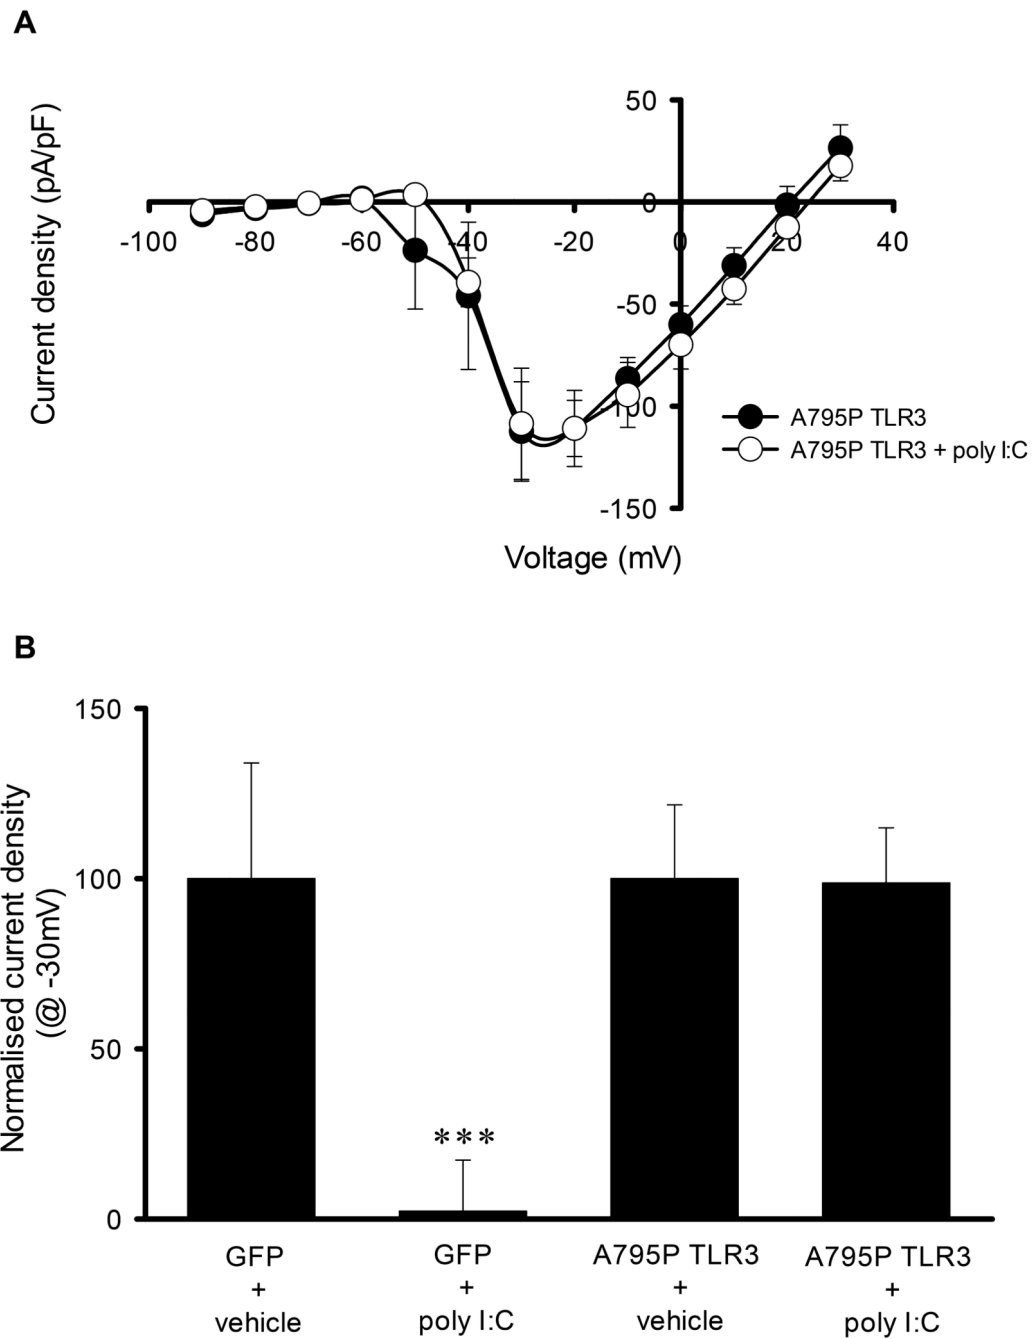 A
Current density (pA/pF)
50
0
-100 -80 -60 -40 -20 0 20 40
-50
-100
A795P TLR3
A795P TLR3 + poly I:C
-150
Voltage (mV)
B
Normalised current density
(@ -30mV)
150
100
50
***
0
GFP
+
vehicle
GFP
+
poly I:C
A795P TLR3
+
vehicle
A795P TLR3
+
poly I:C